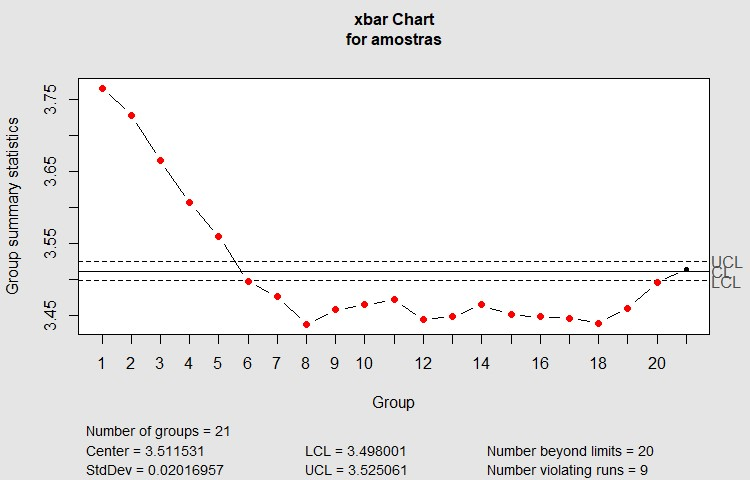 xbar Chart
for amostras
Group summary statistics
3.75
3.65
3.55
3.45
UCL
CL
LCL
1 2 3 4 5 6 7 8 9 10 12 14 16 18 20
Group
Number of groups = 21
Center = 3.511531 LCL = 3.498001 Number beyond limits = 20
StdDev = 0.02016957 UCL = 3.525061 Number violating runs = 9